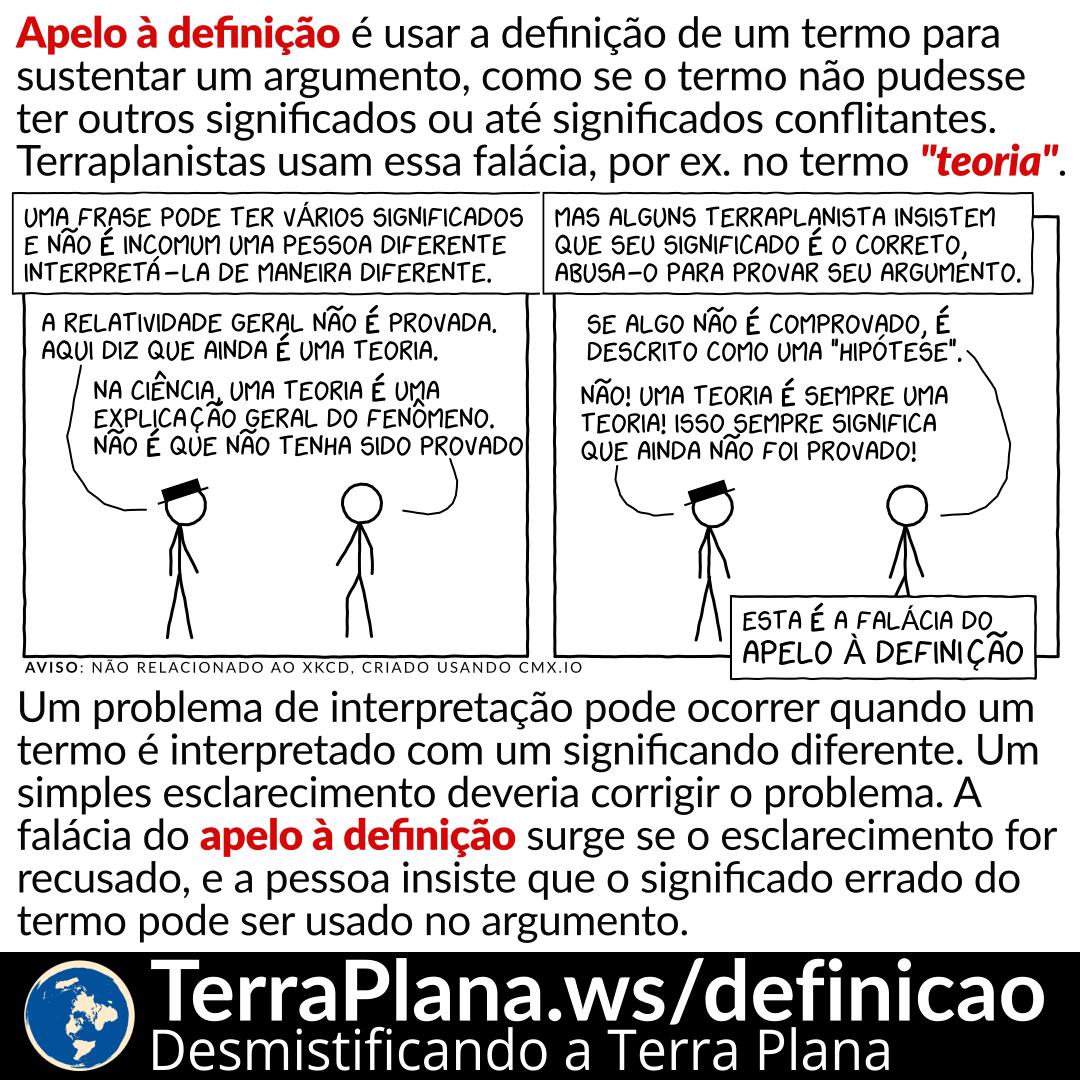 Apelo à definição é usar a definição de um termo para
sustentar um argumento, como se o termo não pudesse
ter outros significados ou até significados conflitantes.
Terraplanistas usam essa falácia, por ex. no termo "teoria".
UMA FRASE PODE TER VÁRIOS SIGNIFICADOS
E NÃO É INCOMUM UMA PESSOA DIFERENTE
INTERPRETÁ-LA DE MANEIRA DIFERENTE.
A RELATIVIDADE GERAL NÃO É PROVADA.
AQUI DIZ QUE AINDA É UMA TEORIA.
NA CIÊNCIA, UMA TEORIA É UMA
EXPLICAÇÃO GERAL DO FENÔMENO.
NÃO É QUE NÃO TENHA SIDO PROVADO
MAS ALGUNS TERRAPLANISTA INSISTEM
QUE SEU SIGNIFICADO É O CORRETO,
ABUSA-O PARA PROVAR SEU ARGUMENTO.
SE ALGO NÃO É COMPROVADO, É
DESCRITO COMO UMA "HIPÓTESE".
NÃO! UMA TEORIA É SEMPRE UMA
TEORIA! ISSO SEMPRE SIGNIFICA
QUE AINDA NÃO FOI PROVADO!
ESTA É A FALÁCIA DO
APELO À DEFINIÇÃO
AVISO: NÃO RELACIONADO AO XKCD, CRIADO USANDO CMX.IO
Um problema de interpretação pode ocorrer quando um
termo é interpretado com um significando diferente. Um
simples esclarecimento deveria corrigir o problema. A
falácia do apelo à definição surge se o esclarecimento for
recusado, e a pessoa insiste que o significado errado do
termo pode ser usado no argumento.
TerraPlana.ws/definicao
Desmistificando a Terra Plana